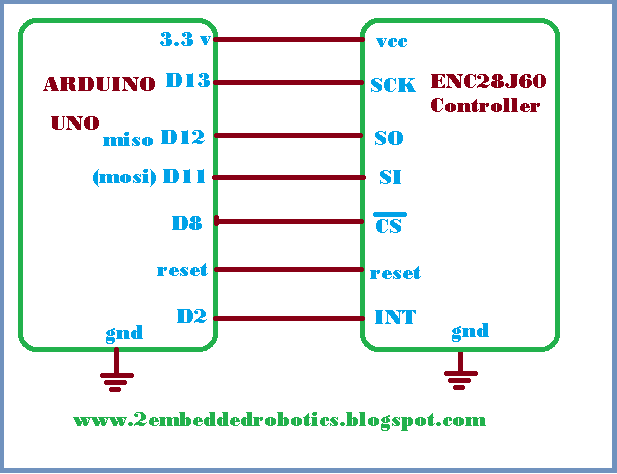 3.3 v vcc
ARDUINO D13 SCK ENC28J60
UNO Controller
miso D12 SO
(mosi) D11 SI
D8 CS
reset reset
D2 INT
gnd gnd
www.2embeddedrobotics.blogspot.com